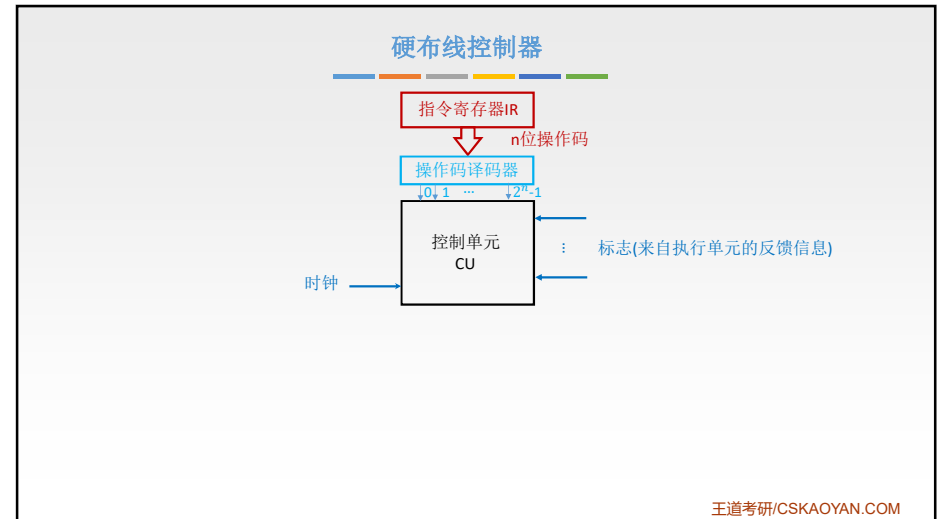 硬布线控制器
指令寄存器IR
n位操作码
操作码译码器
0 1 … 2ⁿ-1
控制单元
CU
⋮
标志(来自执行单元的反馈信息)
时钟
王道考研/CSKAOYAN.COM